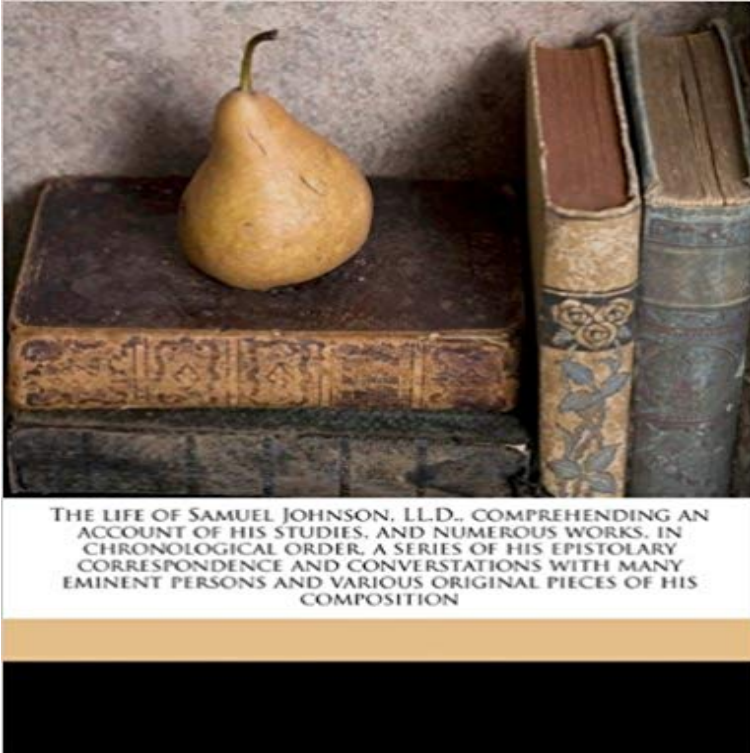 The life of Samuel Johnson, LL.D., comprehending an
account of his studies, and numerous works, in
chronological order, a series of his epistolary
correspondence and converstations with many
eminent persons and various original pieces of his
composition